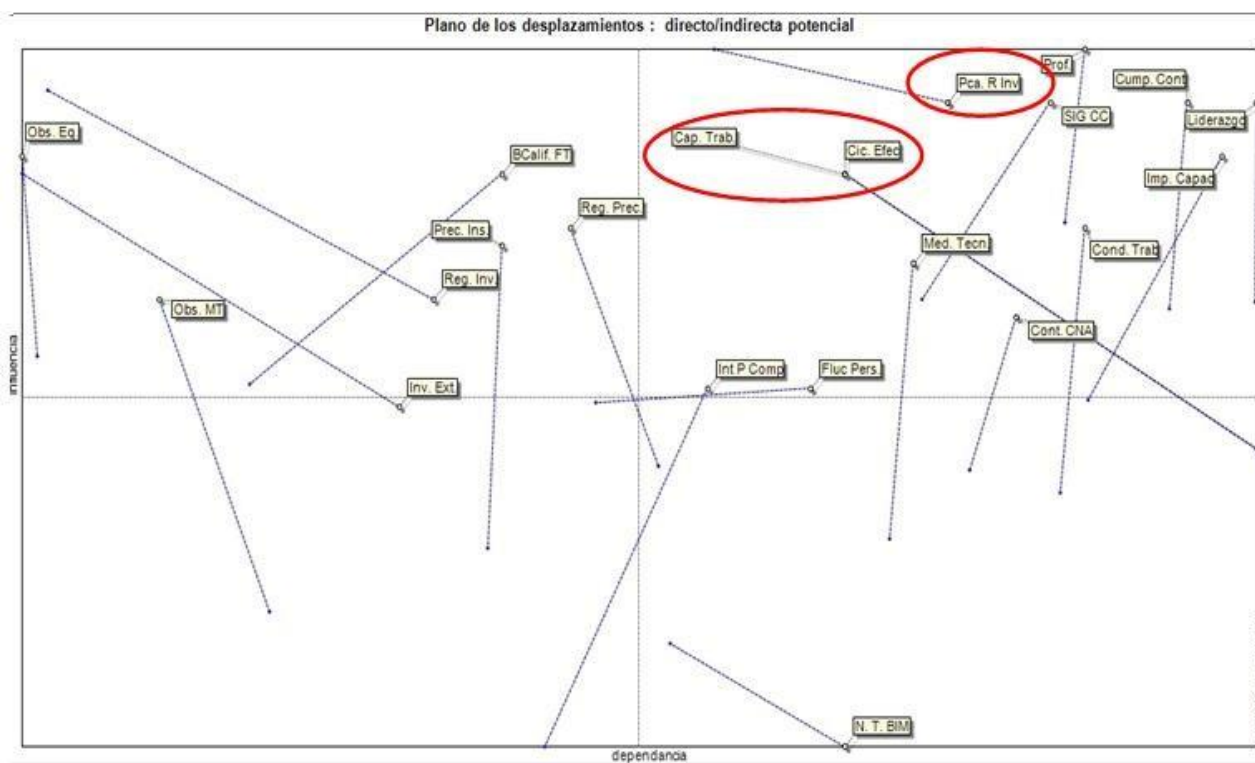 Plano de los desplazamientos : directo/indirecta potencial
Prof.
Pca. R Inv
Cump. Cont
SIG CC
Liderazgo
Obs. Eq.
Cap. Trab.
BCalif. FT
Cic. Efec
Imp. Capac
Reg. Prec.
Prec. Ins.
Med. Tecn.
Cond. Trab
Reg. Inv.
Obs. MT
Cont. CNA
influencia
Int P Comp
Fluc Pers.
Inv. Ext.
N. T. BIM
dependancia